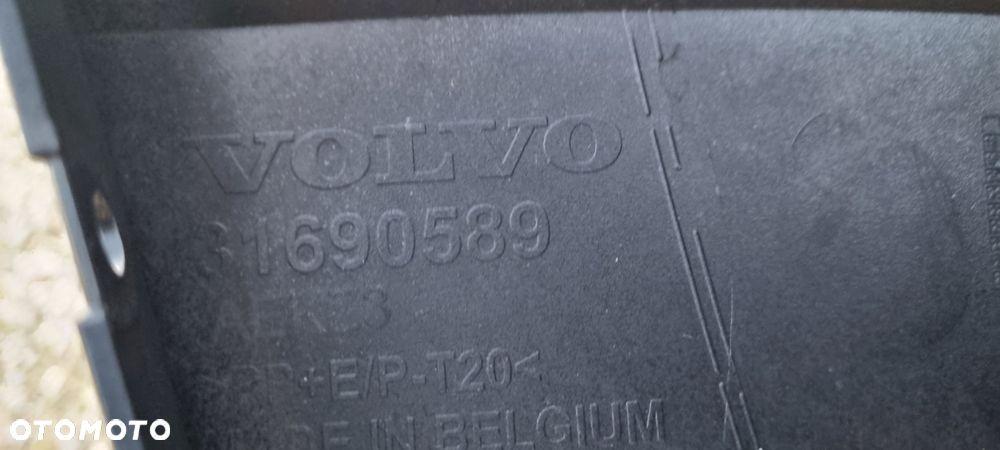 VOLVO
31690589
>PP+E/P-T20<
MADE IN BELGIUM
OTOMOTO